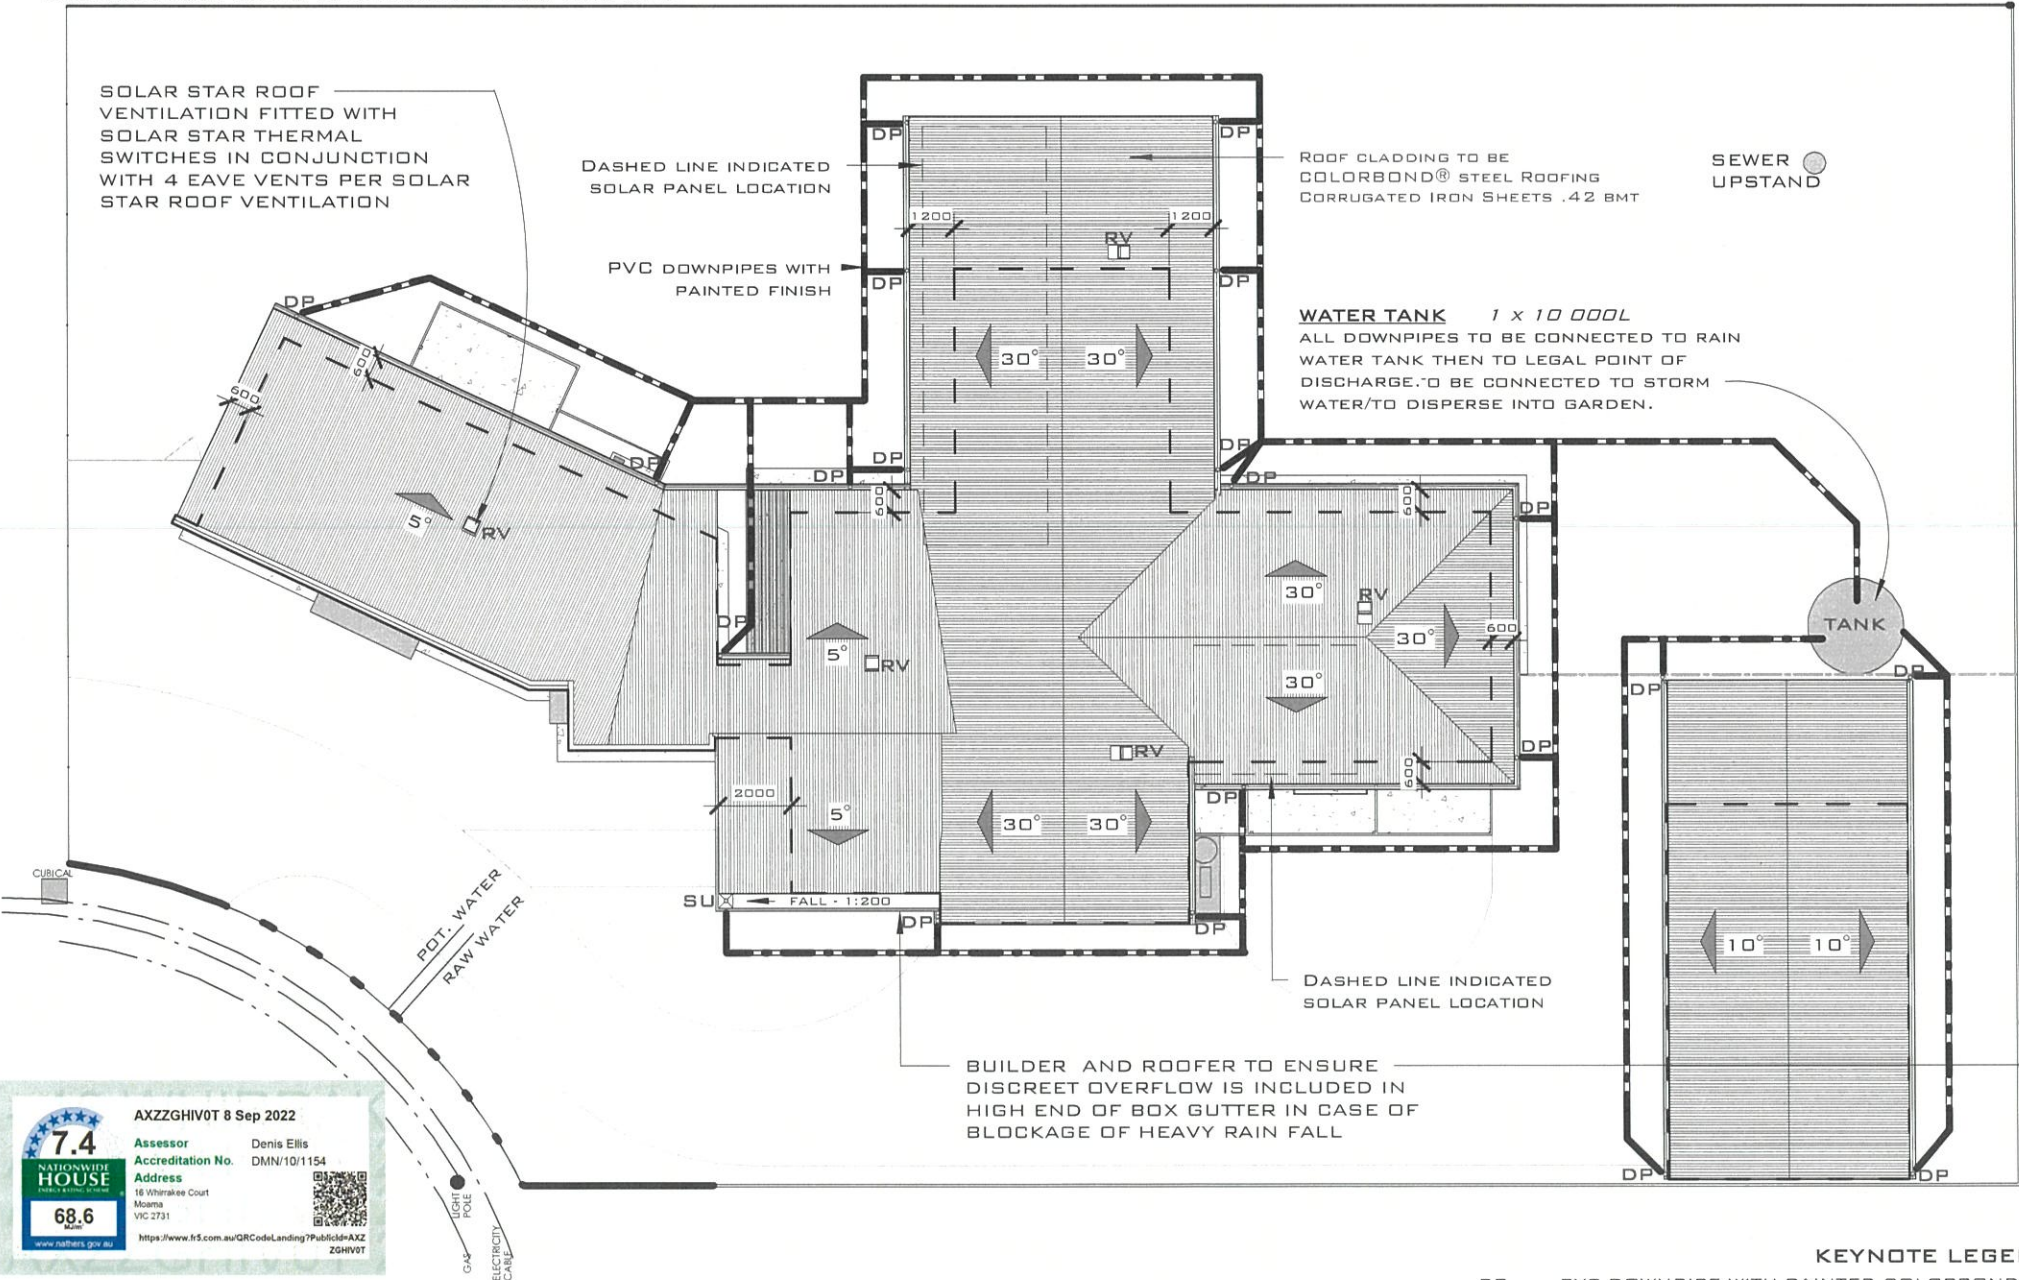 SOLAR STAR ROOF
VENTILATION FITTED WITH
SOLAR STAR THERMAL
SWITCHES IN CONJUNCTION
WITH 4 EAVE VENTS PER SOLAR
STAR ROOF VENTILATION
DASHED LINE INDICATED
SOLAR PANEL LOCATION
PVC DOWNPIPES WITH
PAINTED FINISH
ROOF CLADDING TO BE
COLORBOND® STEEL ROOFING
CORRUGATED IRON SHEETS .42 BMT
SEWER
UPSTAND
WATER TANK 1 x 10 000L
ALL DOWNPIPES TO BE CONNECTED TO RAIN
WATER TANK THEN TO LEGAL POINT OF
DISCHARGE. TO BE CONNECTED TO STORM
WATER/TO DISPERSE INTO GARDEN.
DP
DP
1200
1200
RV
DP
DP
DP
600
600
30°
30°
DP
DP
DP
DP
DP
600
600
DP
5°
RV
30°
RV
DP
5°
RV
30°
600
30°
TANK
DP
DP
RV
DP
600
DP
2000
5°
30°
30°
SU
FALL - 1:200
DP
DP
10°
10°
DP
DP
CUBICAL
POT. WATER
RAW WATER
DASHED LINE INDICATED
SOLAR PANEL LOCATION
BUILDER AND ROOFER TO ENSURE
DISCREET OVERFLOW IS INCLUDED IN
HIGH END OF BOX GUTTER IN CASE OF
BLOCKAGE OF HEAVY RAIN FALL
LIGHT
POLE
GAS
ELECTRICITY
CABLE
7.4
NATIONWIDE
HOUSE
ENERGY RATING SCHEME
68.6
MJ/m²
www.nathers.gov.au
AXZZGHIV0T 8 Sep 2022
Assessor Denis Ellis
Accreditation No. DMN/10/1154
Address
16 Whirrakee Court
Moama
VIC 2731
https://www.fr5.com.au/QRCodeLanding?PublicId=AXZ
ZGHIV0T
KEYNOTE LEGE